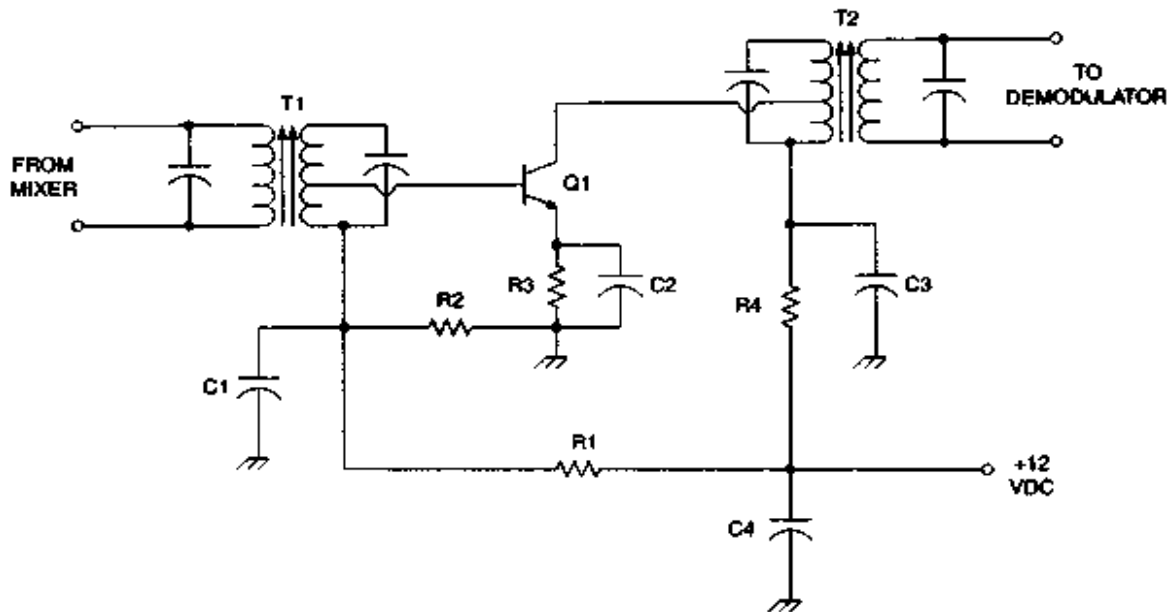 T2
TO
DEMODULATOR
T1
FROM
MIXER
Q1
R3
C2
R2
R4
C3
C1
R1
+12
VDC
C4